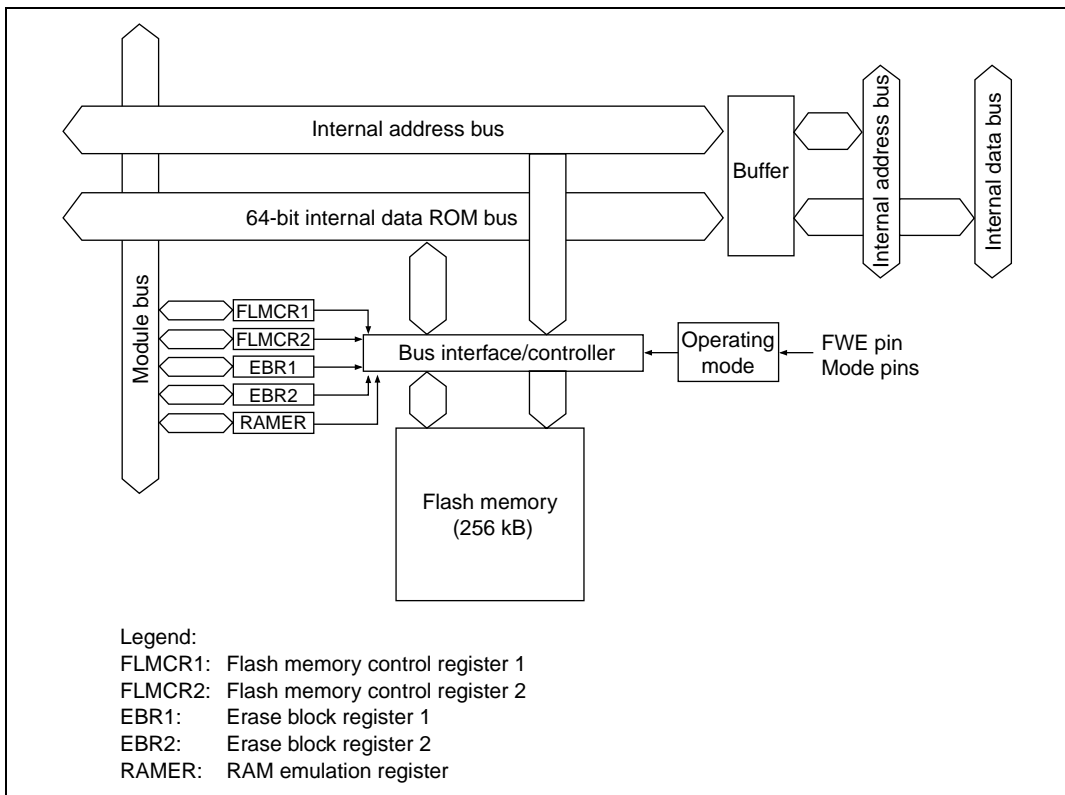 Internal address bus
Buffer
Internal address bus
Internal data bus
64-bit internal data ROM bus
Module bus
FLMCR1
FLMCR2
EBR1
EBR2
RAMER
Bus interface/controller
Operating
mode
FWE pin
Mode pins
Flash memory
(256 kB)
Legend:
FLMCR1: Flash memory control register 1
FLMCR2: Flash memory control register 2
EBR1: Erase block register 1
EBR2: Erase block register 2
RAMER: RAM emulation register